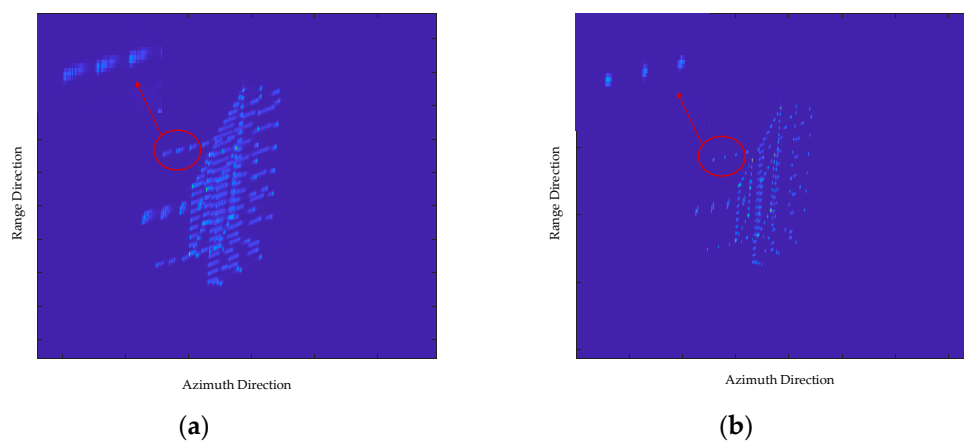 Range Direction
Azimuth Direction
(a)
Range Direction
Azimuth Direction
(b)